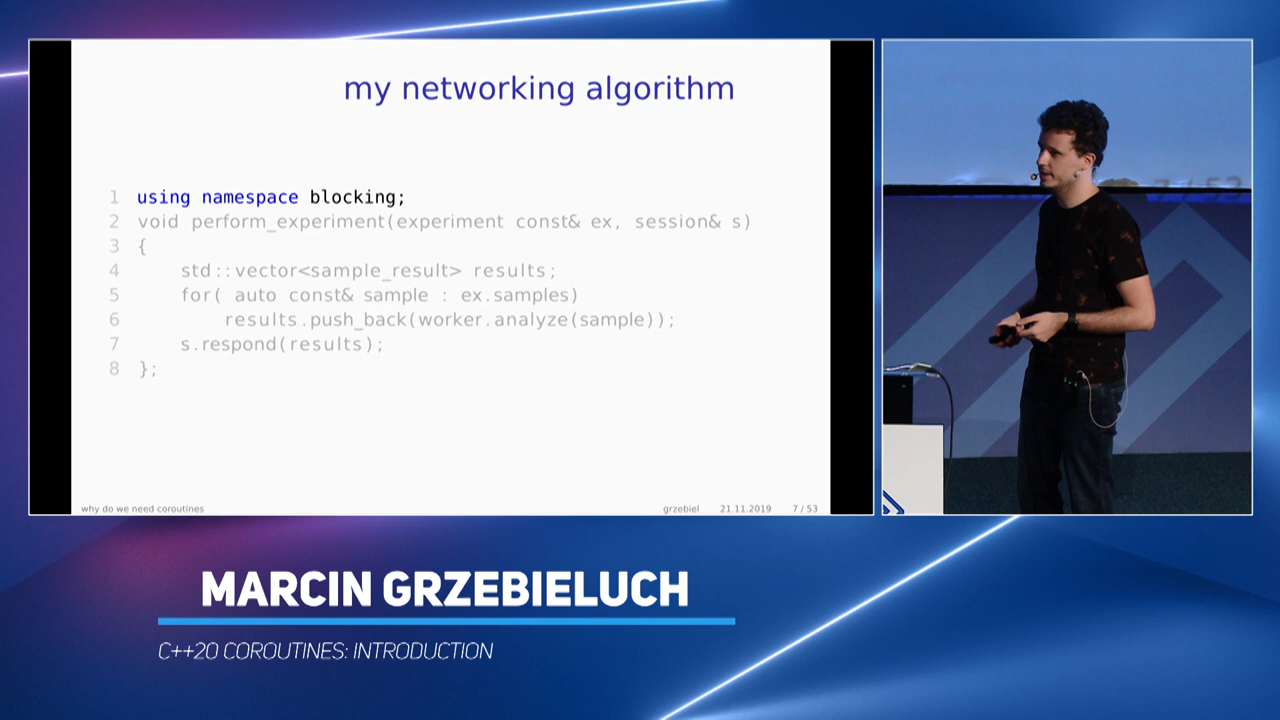 my networking algorithm
1 using namespace blocking;
2 void perform_experiment(experiment const& ex, session& s)
3 {
4 std::vector<sample_result> results;
5 for( auto const& sample : ex.samples)
6 results.push_back(worker.analyze(sample));
7 s.respond(results);
8 };
why do we need coroutines
grzebiel 21.11.2019 7 / 53
7 / 53
MARCIN GRZEBIELUCH
C++20 COROUTINES: INTRODUCTION